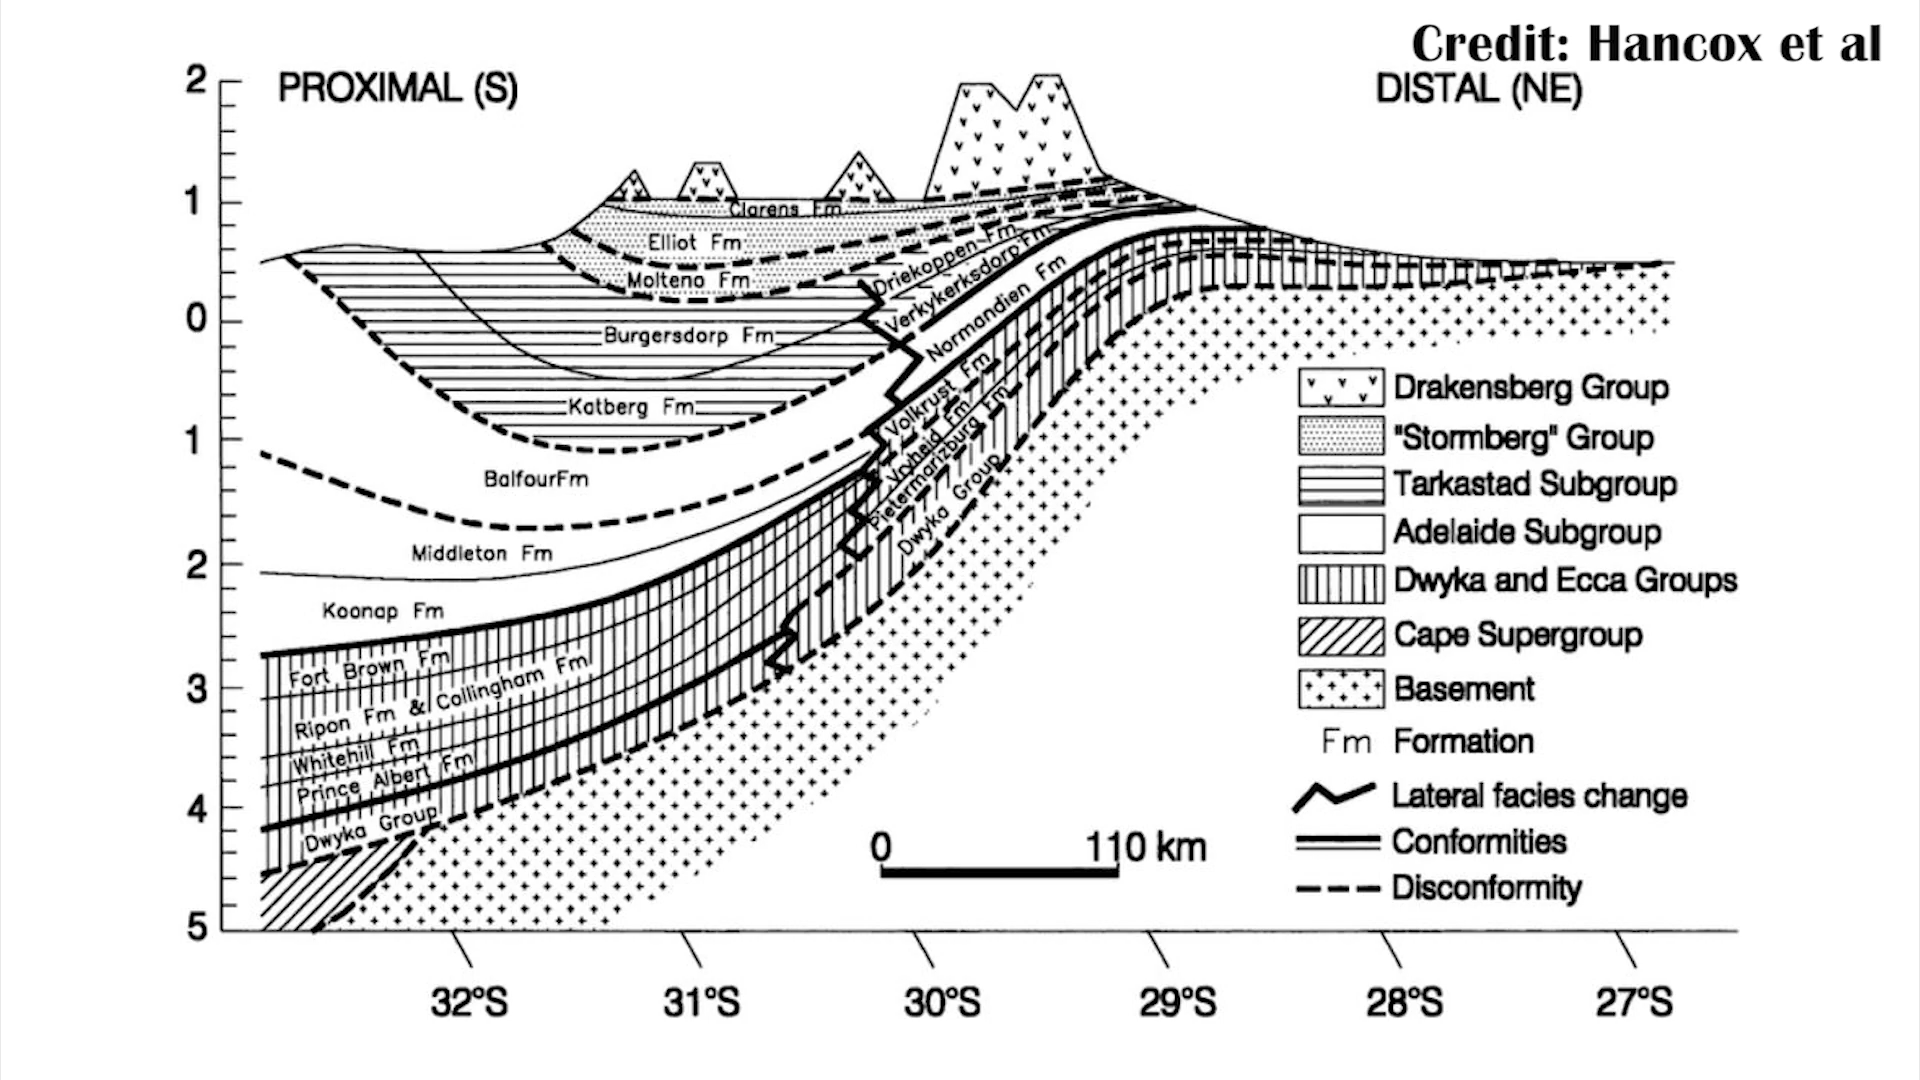 Credit: Hancox et al
PROXIMAL (S)
DISTAL (NE)
2
1
0
1
2
3
4
5
Clarens Fm
Elliot Fm
Molteno Fm
Burgersdorp Fm
Katberg Fm
BalfourFm
Middleton Fm
Koonap Fm
Fort Brown Fm
Ripon Fm & Collingham Fm
Whitehill Fm
Prince Albert Fm
Dwyka Group
Driekoppen Fm
Verkykerksdorp Fm
Normandien Fm
Volkrust Fm
Vryheid Fm
Pietermarizburg Fm
Dwyka Group
Drakensberg Group
"Stormberg" Group
Tarkastad Subgroup
Adelaide Subgroup
Dwyka and Ecca Groups
Cape Supergroup
Basement
Fm Formation
Lateral facies change
Conformities
Disconformity
0 110 km
32°S 31°S 30°S 29°S 28°S 27°S